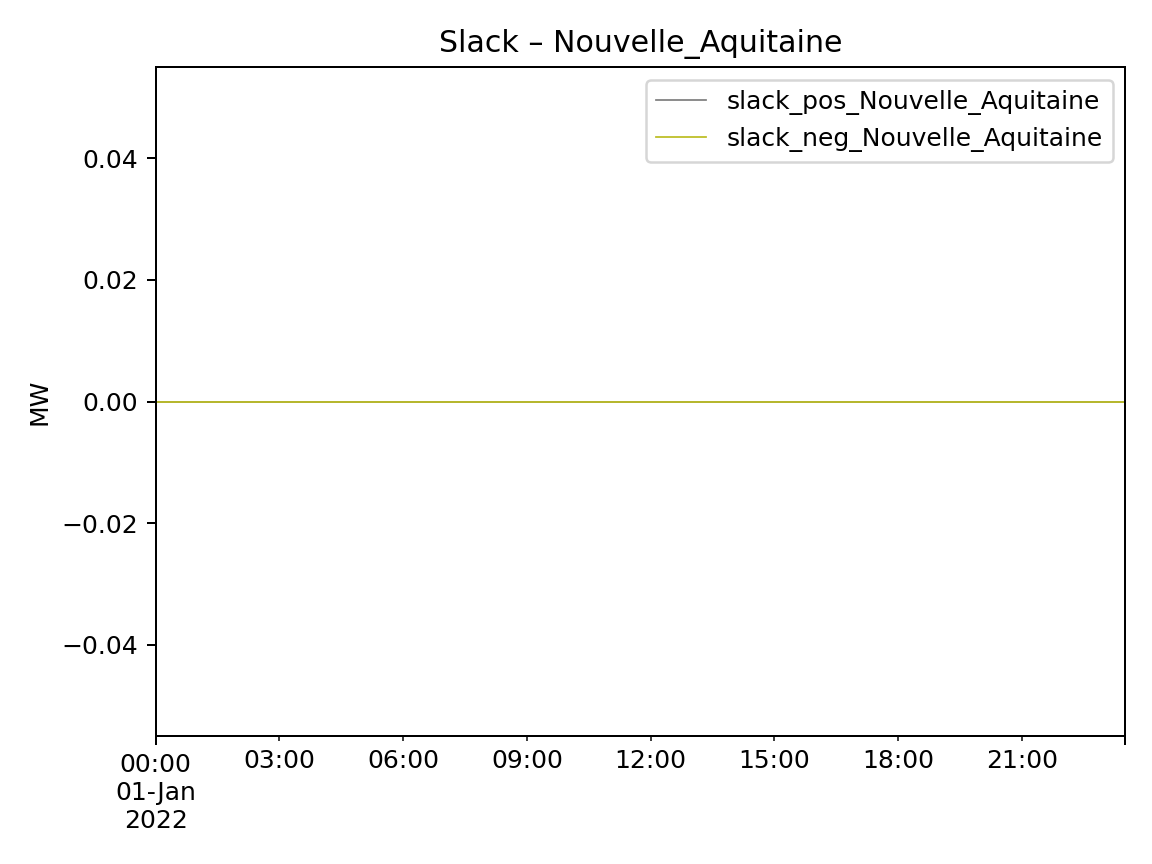 Slack – Nouvelle_Aquitaine
slack_pos_Nouvelle_Aquitaine
slack_neg_Nouvelle_Aquitaine
MW
0.04
0.02
0.00
−0.02
−0.04
00:00 03:00 06:00 09:00 12:00 15:00 18:00 21:00
01-Jan
2022